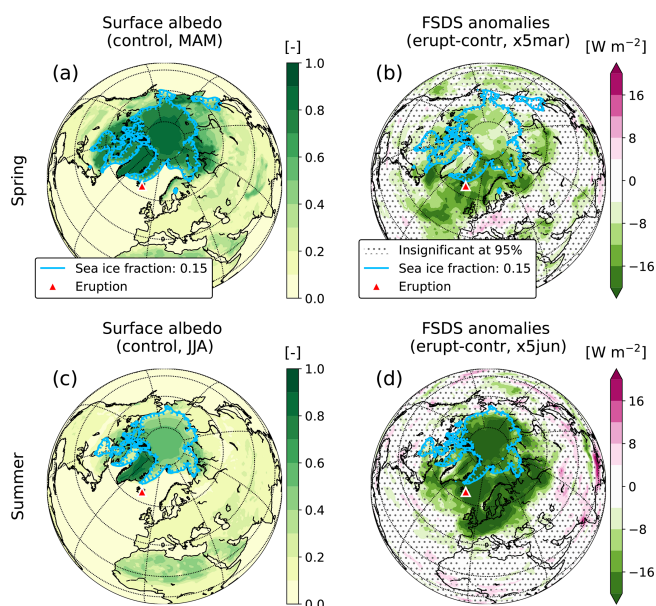 Surface albedo
(control, MAM)
FSDS anomalies
(erupt-contr, x5mar)
[-]
[W m−2]
(a)
(b)
1.0
0.8
0.6
0.4
0.2
0.0
16
8
0
−8
−16
Spring
Sea ice fraction: 0.15
Eruption
Insignificant at 95%
Sea ice fraction: 0.15
Eruption
Surface albedo
(control, JJA)
FSDS anomalies
(erupt-contr, x5jun)
[-]
[W m−2]
(c)
(d)
1.0
0.8
0.6
0.4
0.2
0.0
16
8
0
−8
−16
Summer